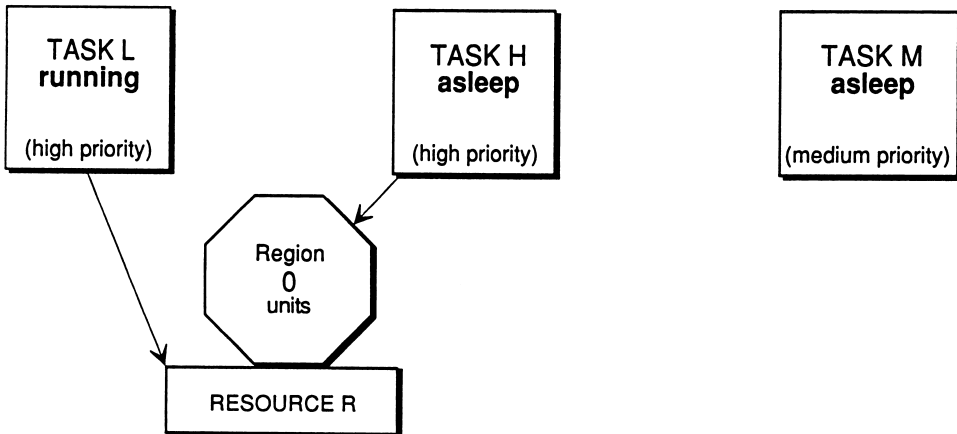 TASK L
running
(high priority)
TASK H
asleep
(high priority)
TASK M
asleep
(medium priority)
Region
0
units
RESOURCE R